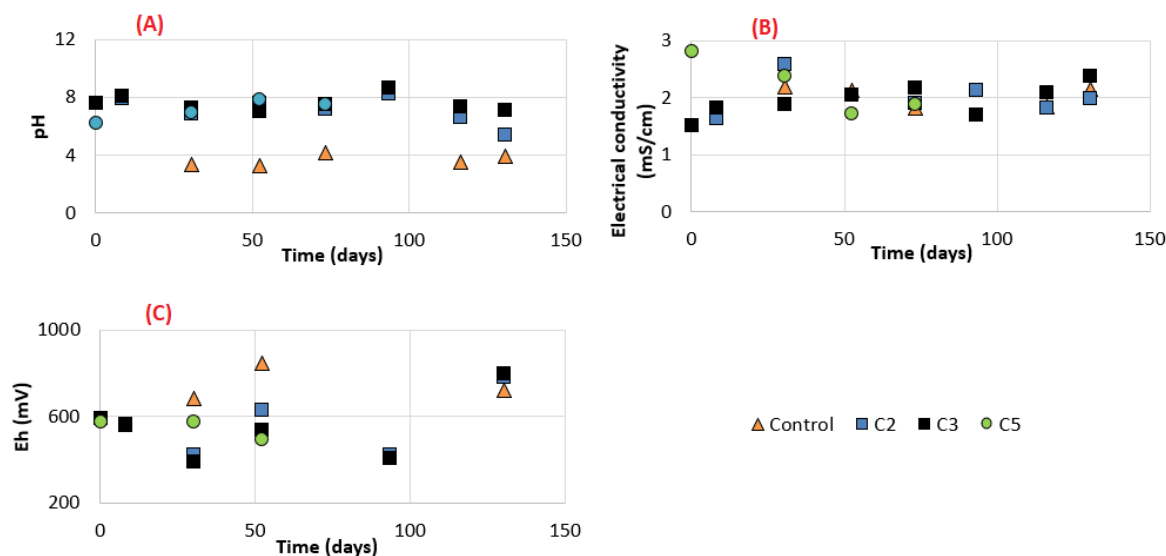 (A)
12
8
4
0
pH
0
50
100
150
Time (days)
(B)
3
2
1
0
Electrical conductivity
(mS/cm)
0
50
100
150
Time (days)
(C)
1000
600
200
Eh (mV)
0
50
100
150
Time (days)
Control
C2
C3
C5